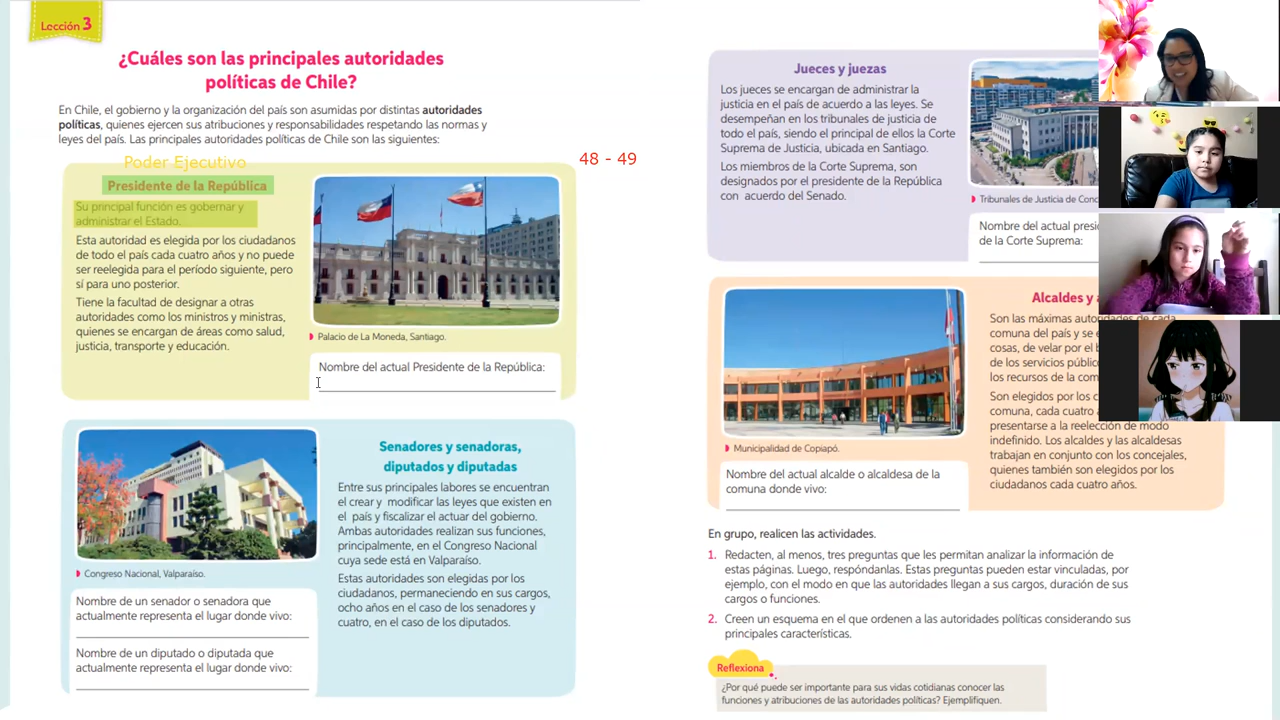 Lección 3
¿Cuáles son las principales autoridades
políticas de Chile?
En Chile, el gobierno y la organización del país son asumidos por distintas autoridades
políticas, quienes ejercen sus atribuciones y responsabilidades respetando las normas y
leyes del país. Las principales autoridades políticas de Chile son las siguientes:
Poder Ejecutivo
48 - 49
Presidente de la República
Su principal función es gobernar y
administrar el Estado.
Esta autoridad es elegida por los ciudadanos
de todo el país cada cuatro años y no puede
ser reelegida para el período siguiente, pero
sí para uno posterior.
Tiene la facultad de designar a otras
autoridades como los ministros y ministras,
quienes se encargan de áreas como salud,
justicia, transporte y educación.
Palacio de La Moneda, Santiago.
Nombre del actual Presidente de la República:
Senadores y senadoras,
diputados y diputadas
Entre sus principales labores se encuentran
el crear y modificar las leyes que existen en
el país y fiscalizar el actuar del gobierno.
Ambas autoridades realizan sus funciones,
principalmente, en el Congreso Nacional
cuya sede está en Valparaíso.
Estas autoridades son elegidas por los
ciudadanos, permaneciendo en sus cargos,
ocho años en el caso de los senadores y
cuatro, en el caso de los diputados.
Congreso Nacional, Valparaíso.
Nombre de un senador o senadora que
actualmente representa el lugar donde vivo:
Nombre de un diputado o diputada que
actualmente representa el lugar donde vivo:
Jueces y juezas
Los jueces se encargan de administrar la
justicia en el país de acuerdo a las leyes. Se
desempeñan en los tribunales de justicia de
todo el país, siendo el principal de ellos la Corte
Suprema de Justicia, ubicada en Santiago.
Los miembros de la Corte Suprema, son
designados por el presidente de la República
con acuerdo del Senado.
Tribunales de Justicia de Conc
Nombre del actual presi
de la Corte Suprema:
Alcaldes y a
Son las máximas autoridades de cada
comuna del país y se e
cosas, de velar por el b
de los servicios públic
los recursos de la com
Son elegidos por los c
comuna, cada cuatro a
presentarse a la reelección de modo
indefinido. Los alcaldes y las alcaldesas
trabajan en conjunto con los concejales,
quienes también son elegidos por los
ciudadanos cada cuatro años.
Municipalidad de Copiapó.
Nombre del actual alcalde o alcaldesa de la
comuna donde vivo:
En grupo, realicen las actividades.
1. Redacten, al menos, tres preguntas que les permitan analizar la información de
estas páginas. Luego, respóndanlas. Estas preguntas pueden estar vinculadas, por
ejemplo, con el modo en que las autoridades llegan a sus cargos, duración de sus
cargos o funciones.
2. Creen un esquema en el que ordenen a las autoridades políticas considerando sus
principales características.
Reflexiona
¿Por qué puede ser importante para sus vidas cotidianas conocer las
funciones y atribuciones de las autoridades políticas? Ejemplifiquen.